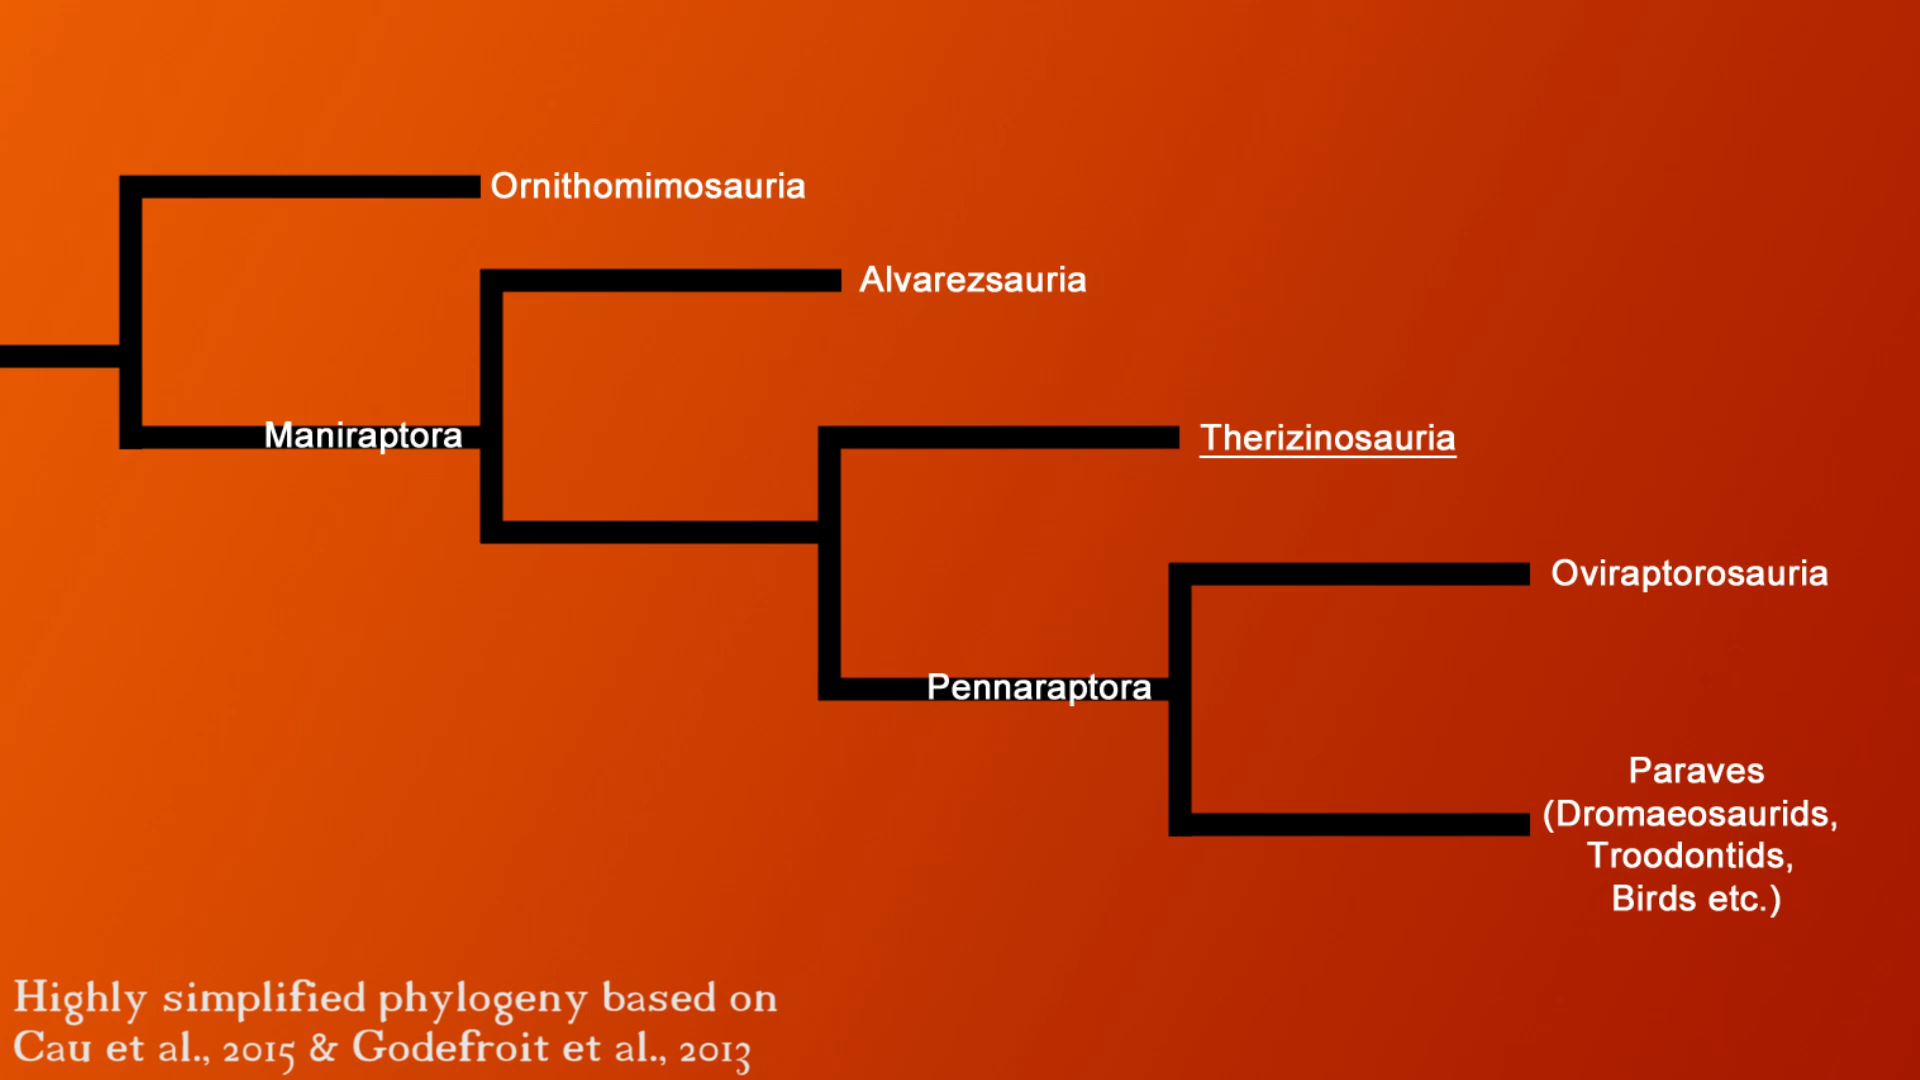 Ornithomimosauria
Alvarezsauria
Maniraptora
Therizinosauria
Oviraptorosauria
Pennaraptora
Paraves
(Dromaeosaurids,
Troodontids,
Birds etc.)
Highly simplified phylogeny based on
Cau et al., 2015 & Godefroit et al., 2013